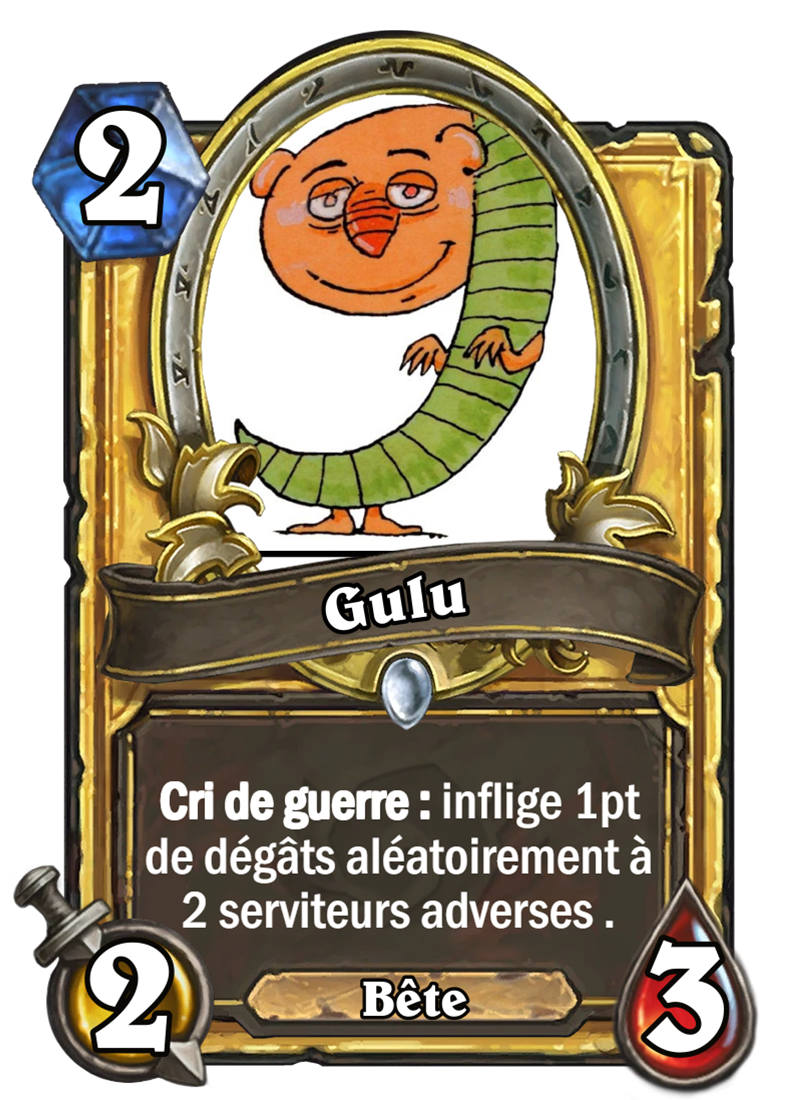 2
Gulu
Cri de guerre : inflige 1pt
de dégâts aléatoirement à
2 serviteurs adverses .
2
Bête
3